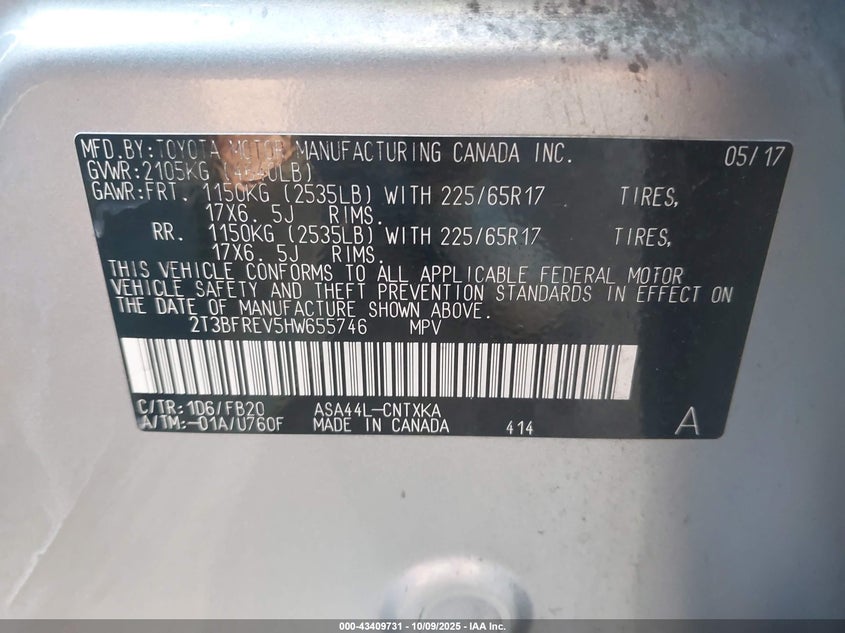 MFD.BY:TOYOTA MOTOR MANUFACTURING CANADA INC. 05/17
GVWR:2105KG (4640LB)
GAWR:FRT. 1150KG (2535LB) WITH 225/65R17 TIRES,
17X6. 5J RIMS.
RR. 1150KG (2535LB) WITH 225/65R17 TIRES,
17X6. 5J RIMS.
THIS VEHICLE CONFORMS TO ALL APPLICABLE FEDERAL MOTOR
VEHICLE SAFETY AND THEFT PREVENTION STANDARDS IN EFFECT ON
THE DATE OF MANUFACTURE SHOWN ABOVE.
2T3BFREV5HW655746 MPV
C/TR:1D6/FB20 ASA44L-CNTXKA
A/TM:-01A/U760F MADE IN CANADA 414 A
000-43409731 - 10/09/2025 - IAA Inc.